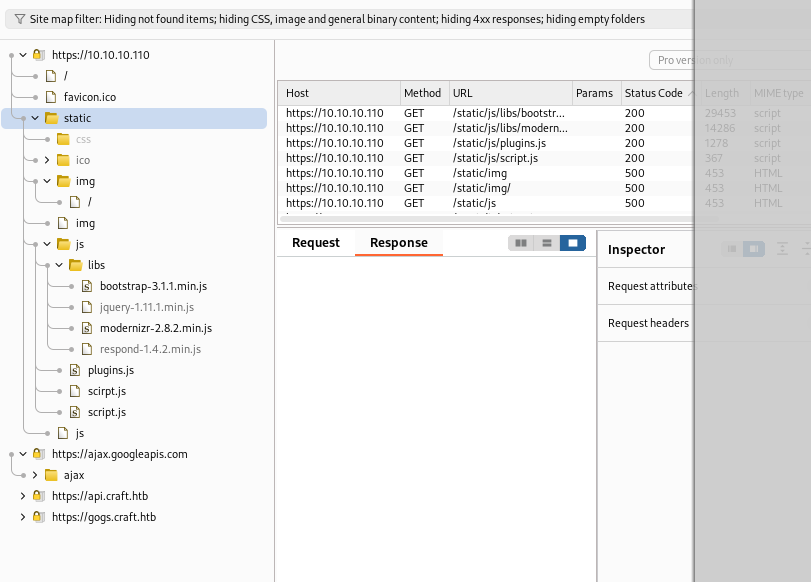 Site map filter: Hiding not found items; hiding CSS, image and general binary content; hiding 4xx responses; hiding empty folders
https://10.10.10.110
/
favicon.ico
static
css
ico
img
/
img
js
libs
bootstrap-3.1.1.min.js
jquery-1.11.1.min.js
modernizr-2.8.2.min.js
respond-1.4.2.min.js
plugins.js
scirpt.js
script.js
js
https://ajax.googleapis.com
ajax
https://api.craft.htb
https://gogs.craft.htb
Pro version only
Host Method URL Params Status Code Length MIME type
https://10.10.10.110 GET /static/js/libs/bootstr... 200 29453 script
https://10.10.10.110 GET /static/js/libs/modern... 200 14286 script
https://10.10.10.110 GET /static/js/plugins.js 200 1278 script
https://10.10.10.110 GET /static/js/script.js 200 367 script
https://10.10.10.110 GET /static/img 500 453 HTML
https://10.10.10.110 GET /static/img/ 500 453 HTML
https://10.10.10.110 GET /static/js 500 453 HTML
Request Response
Inspector
Request attributes
Request headers